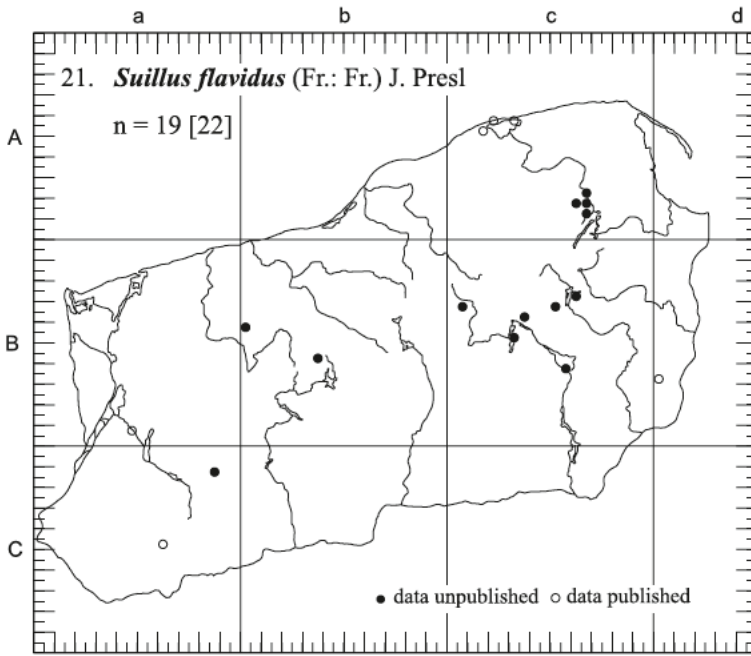 a b c d
21. Suillus flavidus (Fr.: Fr.) J. Presl
n = 19 [22]
A
B
C
data unpublished data published